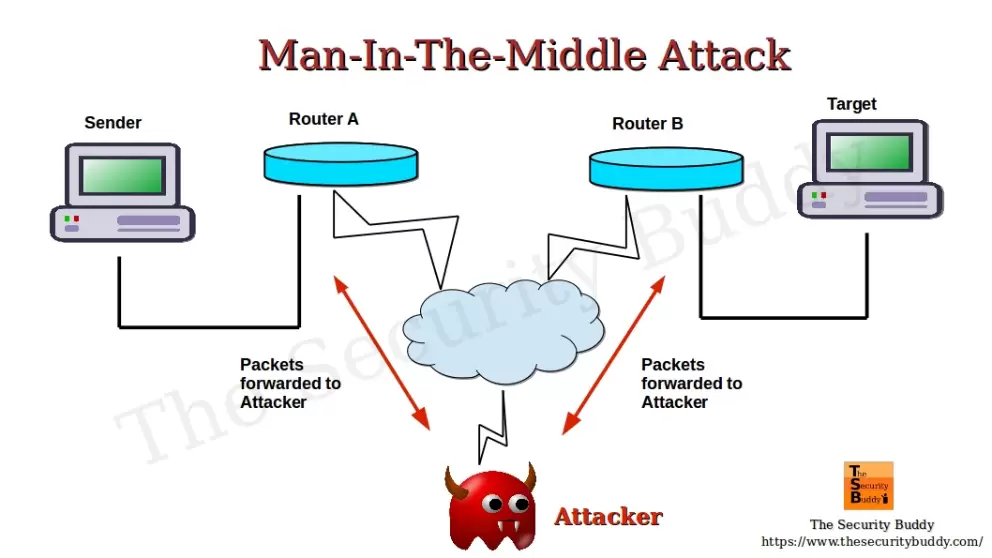 Man-In-The-Middle Attack
Sender
Router A
Router B
Target
The Security Buddy
Packets
forwarded to
Attacker
Packets
forwarded to
Attacker
Attacker
The
Security
Buddy
The Security Buddy
https://www.thesecuritybuddy.com/